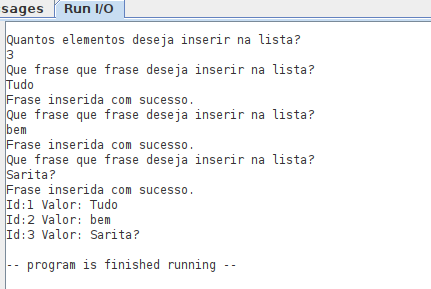 sages Run I/O
Quantos elementos deseja inserir na lista?
3
Que frase que frase deseja inserir na lista?
Tudo
Frase inserida com sucesso.
Que frase que frase deseja inserir na lista?
bem
Frase inserida com sucesso.
Que frase que frase deseja inserir na lista?
Sarita?
Frase inserida com sucesso.
Id:1 Valor: Tudo
Id:2 Valor: bem
Id:3 Valor: Sarita?
-- program is finished running --